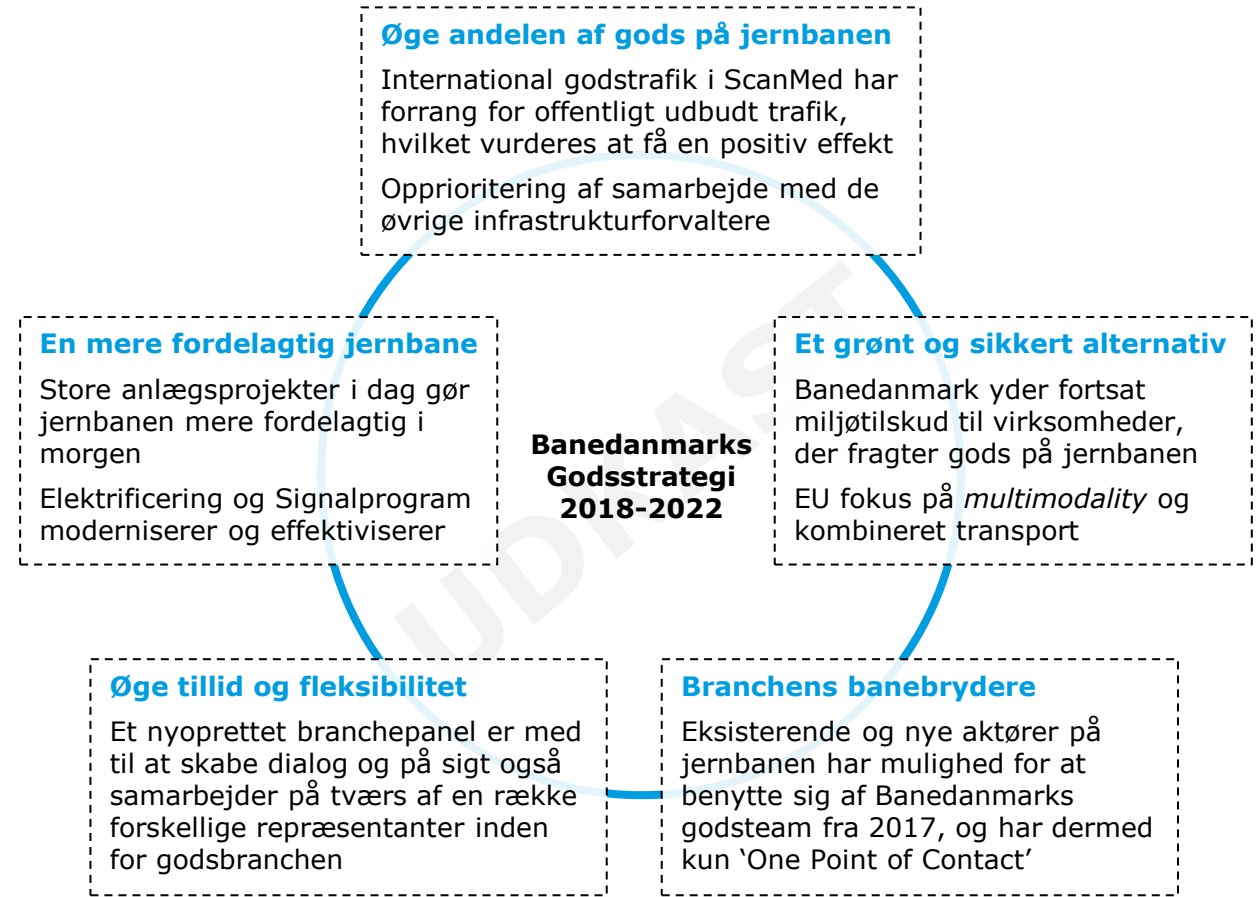 Øge andelen af gods på jernbanen
International godstrafik i ScanMed har
forrang for offentligt udbudt trafik,
hvilket vurderes at få en positiv effekt
Opprioritering af samarbejde med de
øvrige infrastrukturforvaltere
En mere fordelagtig jernbane
Store anlægsprojekter i dag gør
jernbanen mere fordelagtig i
morgen
Elektrificering og Signalprogram
moderniserer og effektiviserer
Banedanmarks
Godsstrategi
2018-2022
UDKAST
Et grønt og sikkert alternativ
Banedanmark yder fortsat
miljøtilskud til virksomheder,
der fragter gods på jernbanen
EU fokus på multimodality og
kombineret transport
Øge tillid og fleksibilitet
Et nyoprettet branchepanel er med
til at skabe dialog og på sigt også
samarbejder på tværs af en række
forskellige repræsentanter inden
for godsbranchen
Branchens banebrydere
Eksisterende og nye aktører på
jernbanen har mulighed for at
benytte sig af Banedanmarks
godsteam fra 2017, og har dermed
kun ‘One Point of Contact’